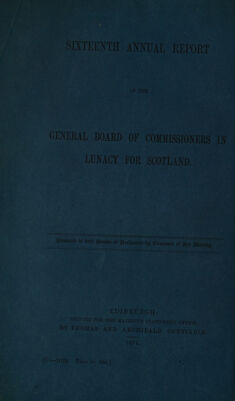 SIXTEENTH ANNUAL REPORT
OF THE
GENERAL BOARD OF COMMISSIONERS IN
LUNACY FOR SCOTLAND.
Presented to both Houses of Parliament by Command of Her Majesty.
EDINBURGH:
PRINTED FOR HER MAJESTY'S STATIONERY OFFICE
BY THOMAS AND ARCHIBALD CONSTABLE.
1874.